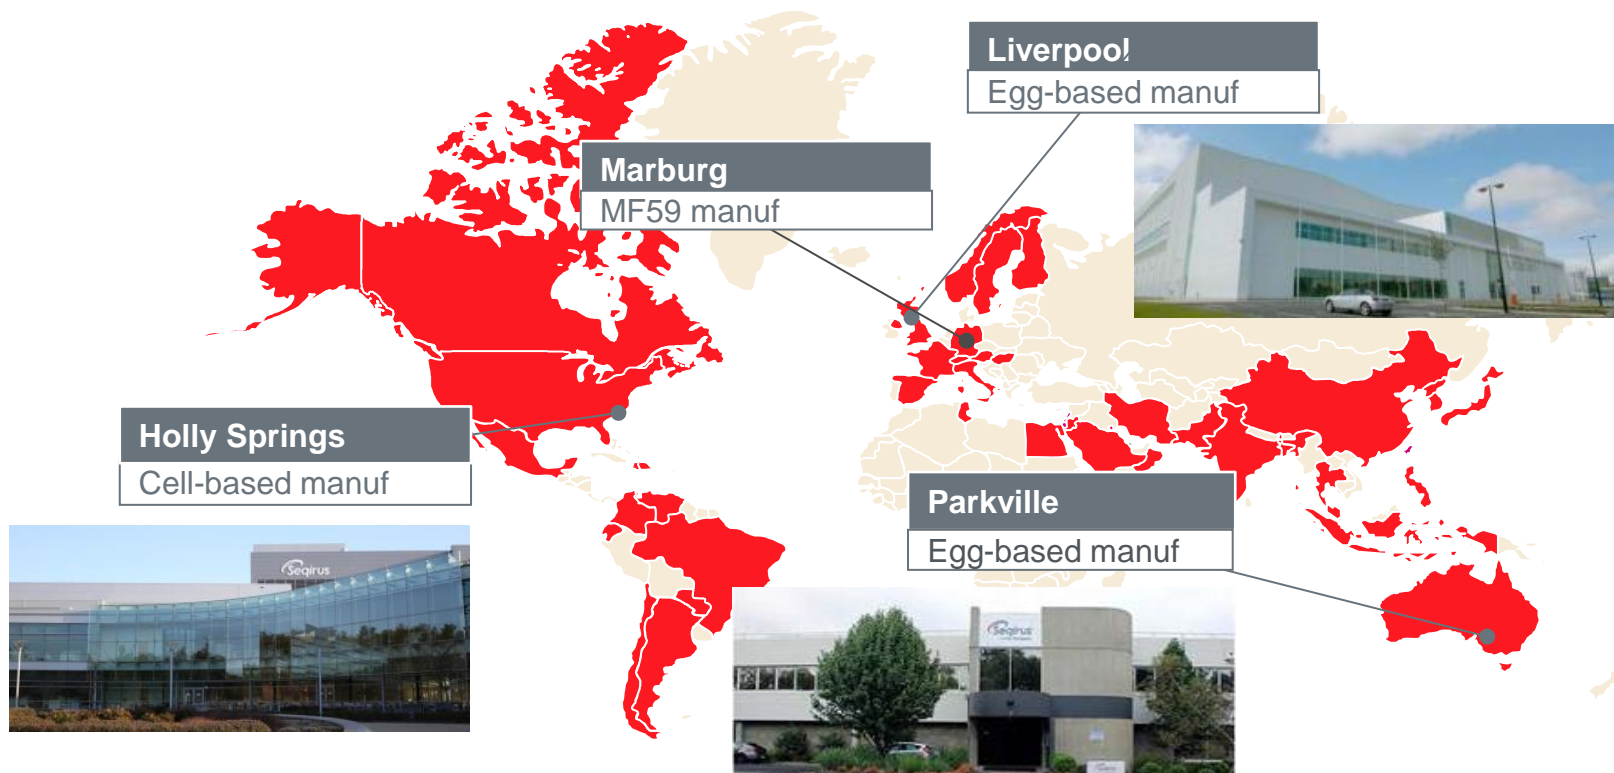 Liverpool
Egg-based manuf
Marburg
MF59 manuf
Holly Springs
Cell-based manuf
Parkville
Egg-based manuf
Seqirus
Seqirus